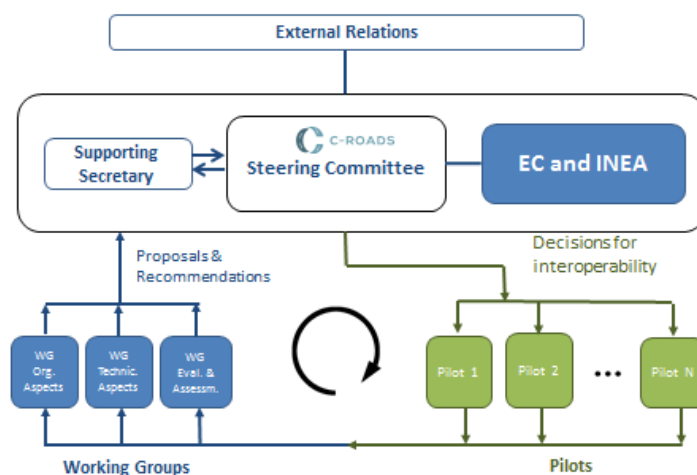 External Relations
C-ROADS
Supporting
Secretary
Steering Committee
EC and INEA
Proposals &
Recommendations
Decisions for
interoperability
WG
Org.
Aspects
WG
Technic.
Aspects
WG
Eval. &
Assessm.
Pilot 1
Pilot 2
...
Pilot N
Working Groups
Pilots